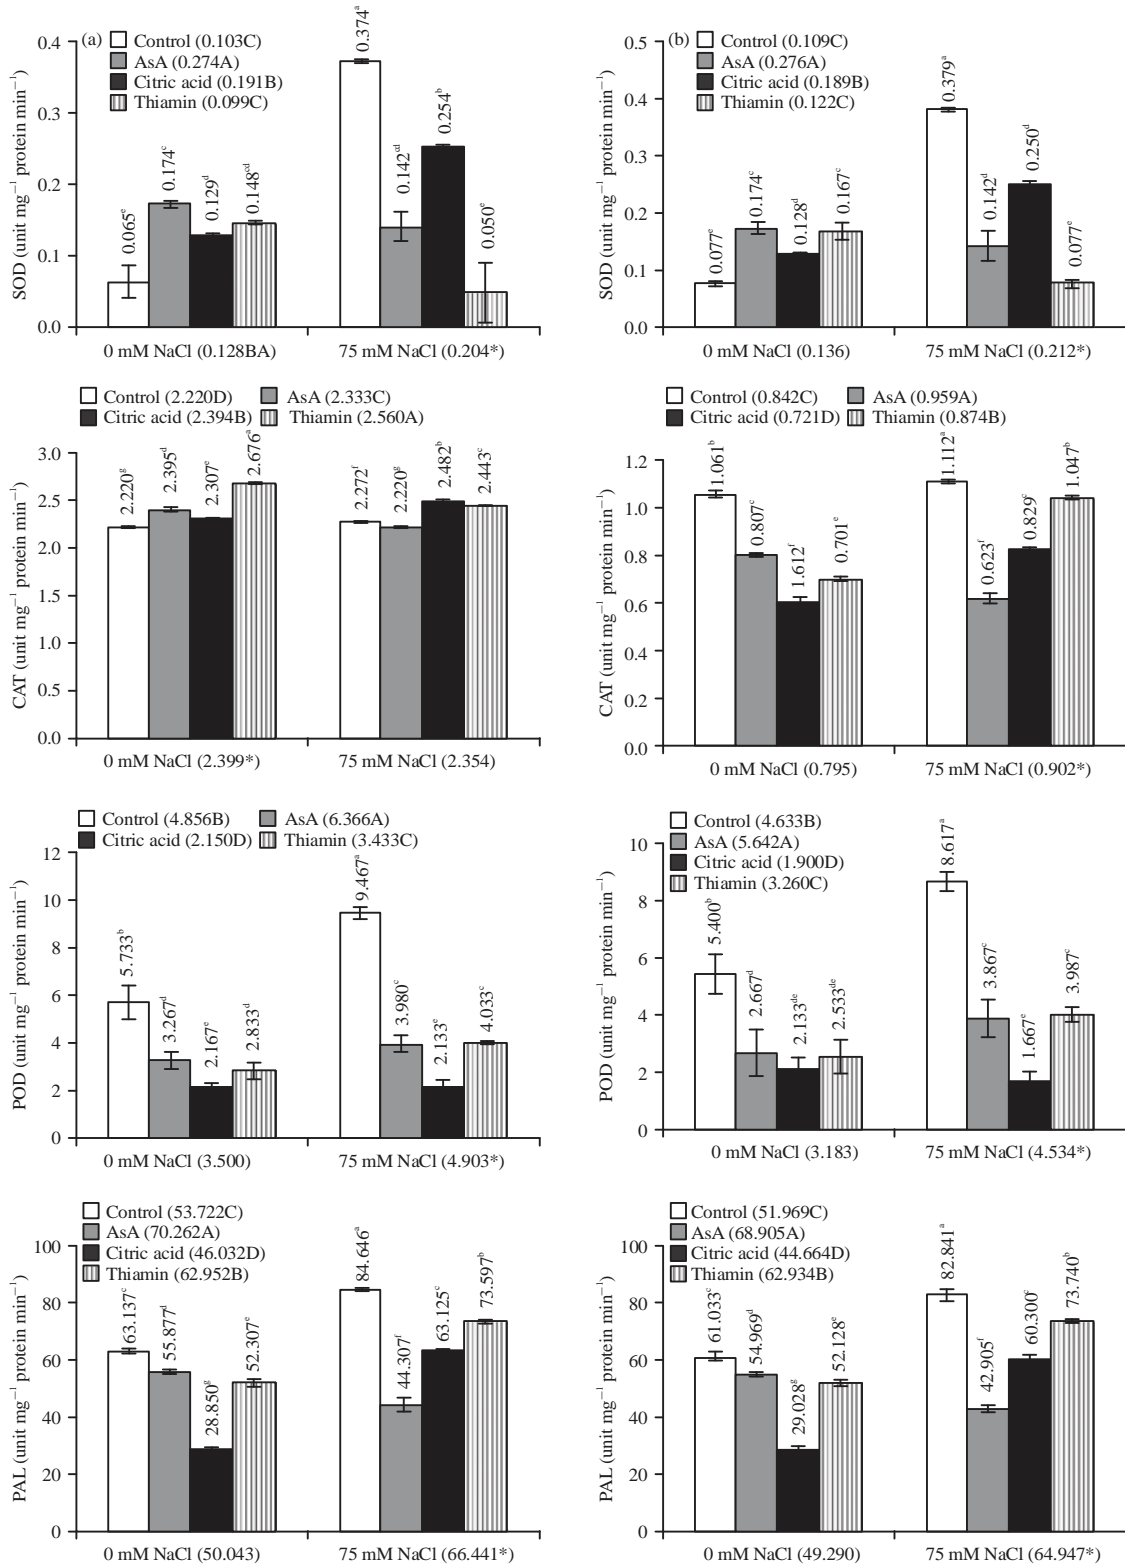 (a)
Control (0.103C)
AsA (0.274A)
Citric acid (0.191B)
Thiamin (0.099C)
SOD (unit mg⁻¹ protein min⁻¹)
0.4
0.3
0.2
0.1
0.0
0.065ᵉ
0.174ᶜ
0.129ᵈ
0.148ᶜᵈ
0.374ᵃ
0.142ᶜᵈ
0.254ᵇ
0.050ᵉ
0 mM NaCl (0.128BA)
75 mM NaCl (0.204*)
(b)
Control (0.109C)
AsA (0.276A)
Citric acid (0.189B)
Thiamin (0.122C)
SOD (unit mg⁻¹ protein min⁻¹)
0.5
0.4
0.3
0.2
0.1
0.0
0.077ᵉ
0.174ᶜ
0.128ᵈ
0.167ᶜ
0.379ᵃ
0.142ᵈ
0.250ᵈ
0.077ᵉ
0 mM NaCl (0.136)
75 mM NaCl (0.212*)
Control (2.220D)
AsA (2.333C)
Citric acid (2.394B)
Thiamin (2.560A)
CAT (unit mg⁻¹ protein min⁻¹)
3.0
2.5
2.0
1.5
1.0
0.5
0.0
2.220ᵍ
2.395ᵈ
2.307ᵉ
2.676ᵃ
2.272ᶠ
2.220ᵍ
2.482ᵇ
2.443ᶜ
0 mM NaCl (2.399*)
75 mM NaCl (2.354)
Control (0.842C)
AsA (0.959A)
Citric acid (0.721D)
Thiamin (0.874B)
CAT (unit mg⁻¹ protein min⁻¹)
1.2
1.0
0.8
0.6
0.4
0.2
0.0
1.061ᵇ
0.807ᶜ
1.612ᶠ
0.701ᵉ
1.112ᵃ
0.623ᶠ
0.829ᶜ
1.047ᵇ
0 mM NaCl (0.795)
75 mM NaCl (0.902*)
Control (4.856B)
AsA (6.366A)
Citric acid (2.150D)
Thiamin (3.433C)
POD (unit mg⁻¹ protein min⁻¹)
12
10
8
6
4
2
0
5.733ᵇ
3.267ᵈ
2.167ᵉ
2.833ᵈ
9.467ᵃ
3.980ᶜ
2.133ᵉ
4.033ᶜ
0 mM NaCl (3.500)
75 mM NaCl (4.903*)
Control (4.633B)
AsA (5.642A)
Citric acid (1.900D)
Thiamin (3.260C)
POD (unit mg⁻¹ protein min⁻¹)
10
8
6
4
2
0
5.400ᵇ
2.667ᵈ
2.133ᵈᵉ
2.533ᵈᵉ
8.617ᵃ
3.867ᶜ
1.667ᵉ
3.987ᶜ
0 mM NaCl (3.183)
75 mM NaCl (4.534*)
Control (53.722C)
AsA (70.262A)
Citric acid (46.032D)
Thiamin (62.952B)
PAL (unit mg⁻¹ protein min⁻¹)
100
80
60
40
20
0
63.137ᶜ
55.877ᵈ
28.850ᵍ
52.307ᵉ
84.646ᵃ
44.307ᶠ
63.125ᶜ
73.597ᵇ
0 mM NaCl (50.043)
75 mM NaCl (66.441*)
Control (51.969C)
AsA (68.905A)
Citric acid (44.664D)
Thiamin (62.934B)
PAL (unit mg⁻¹ protein min⁻¹)
100
80
60
40
20
0
61.033ᶜ
54.969ᵈ
29.028ᵍ
52.128ᵉ
82.841ᵃ
42.905ᶠ
60.300ᶜ
73.740ᵇ
0 mM NaCl (49.290)
75 mM NaCl (64.947*)